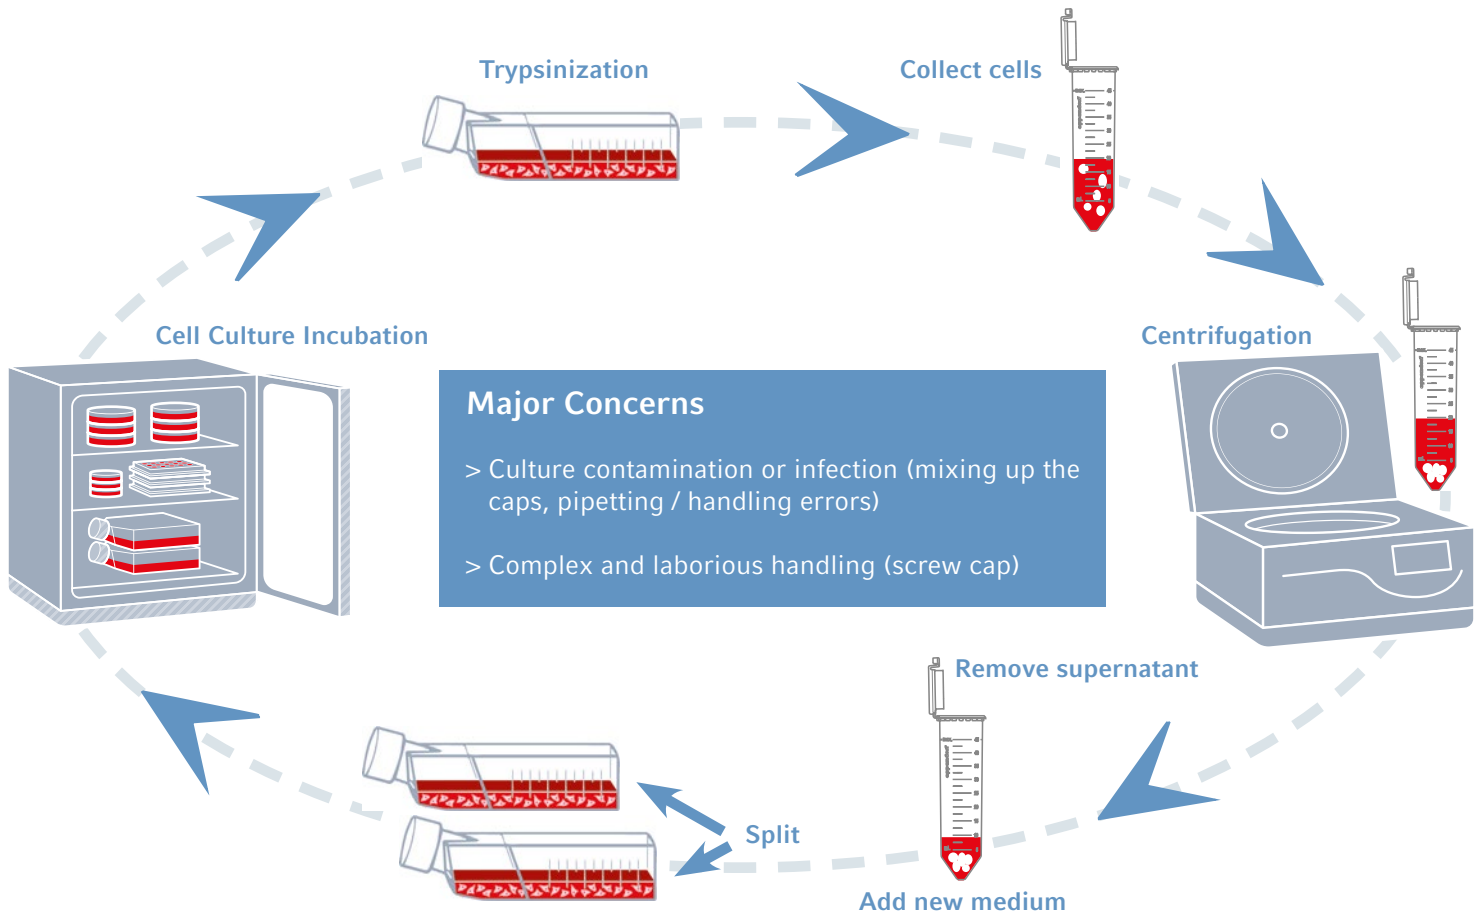 Trypsinization
Collect cells
Cell Culture Incubation
Centrifugation
Major Concerns
> Culture contamination or infection (mixing up the
caps, pipetting / handling errors)
> Complex and laborious handling (screw cap)
Remove supernatant
Split
Add new medium